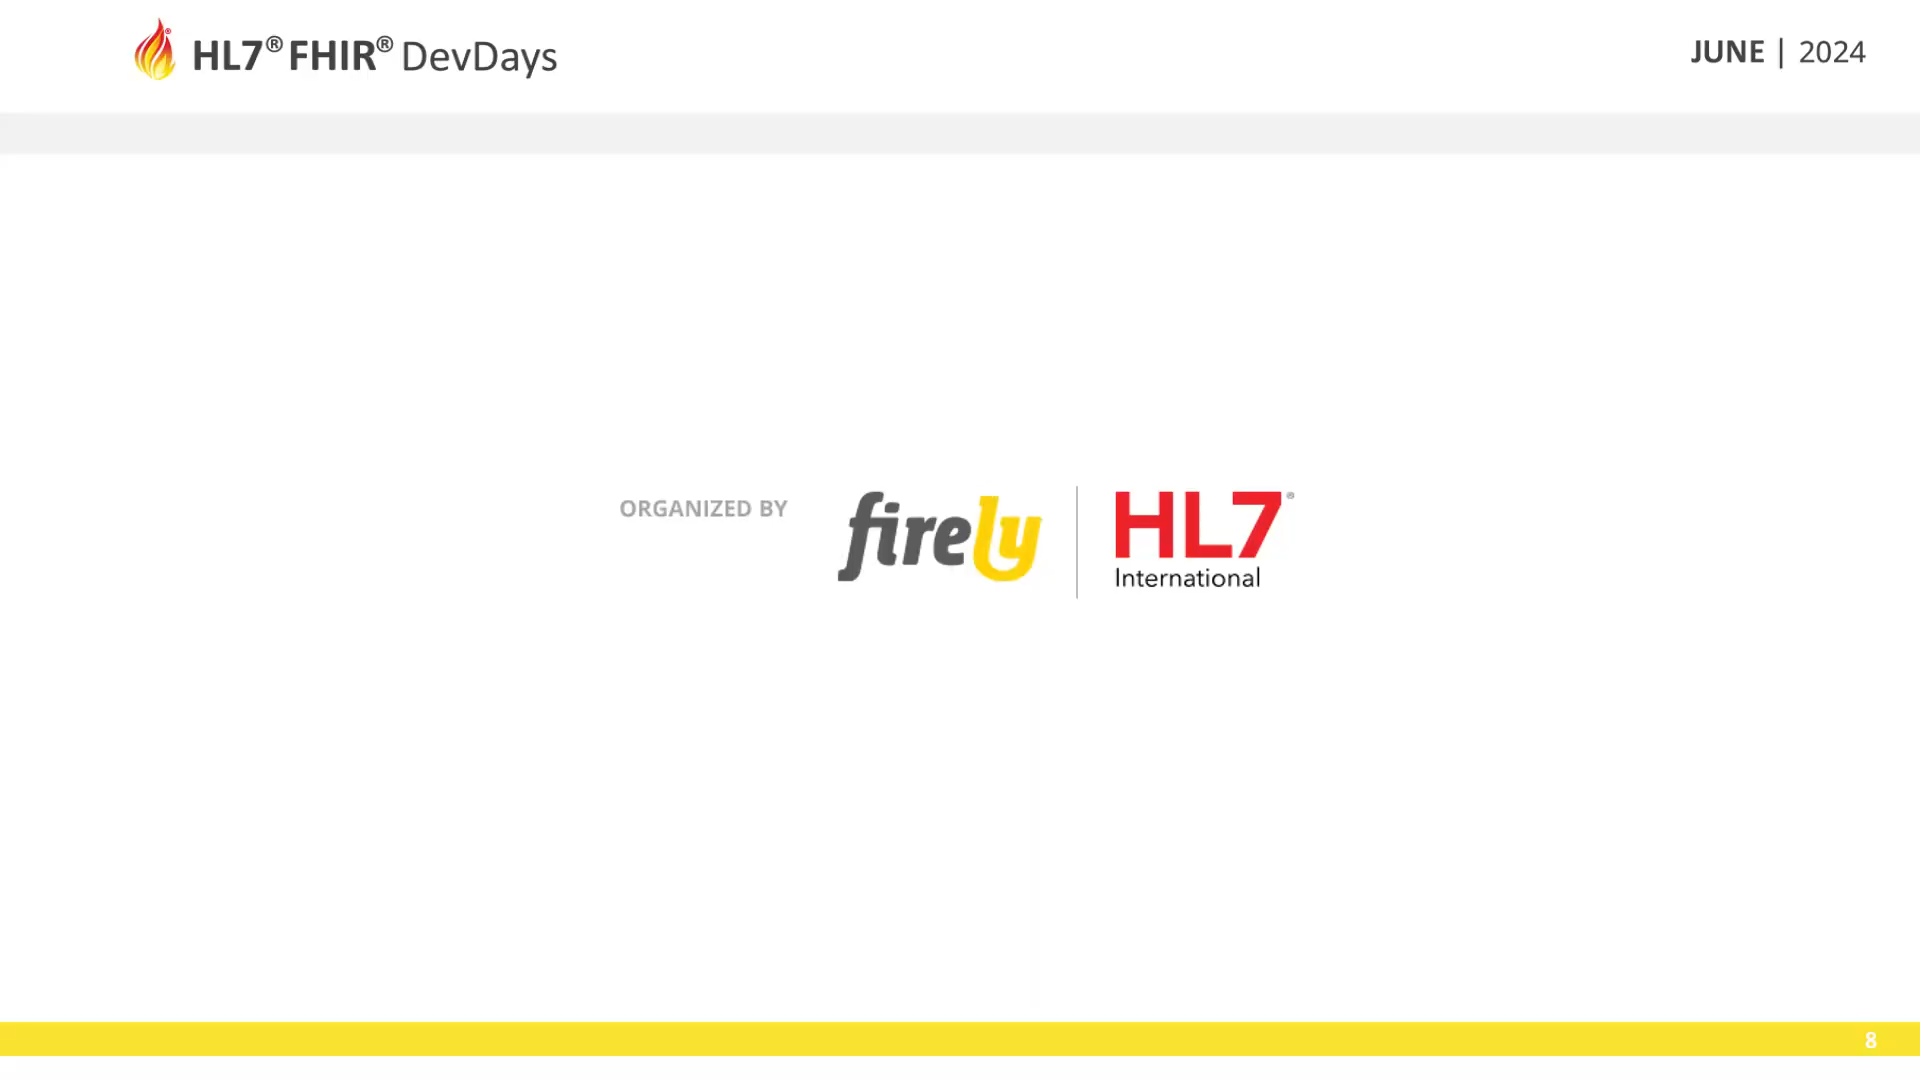 HL7® FHIR® DevDays
JUNE | 2024
ORGANIZED BY
firely
HL7®
International
8